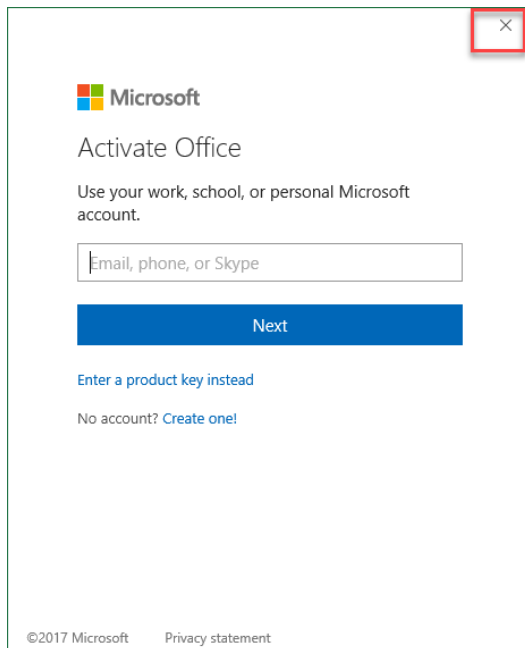 Microsoft
Activate Office
Use your work, school, or personal Microsoft
account.
Email, phone, or Skype
Next
Enter a product key instead
No account? Create one!
©2017 Microsoft Privacy statement